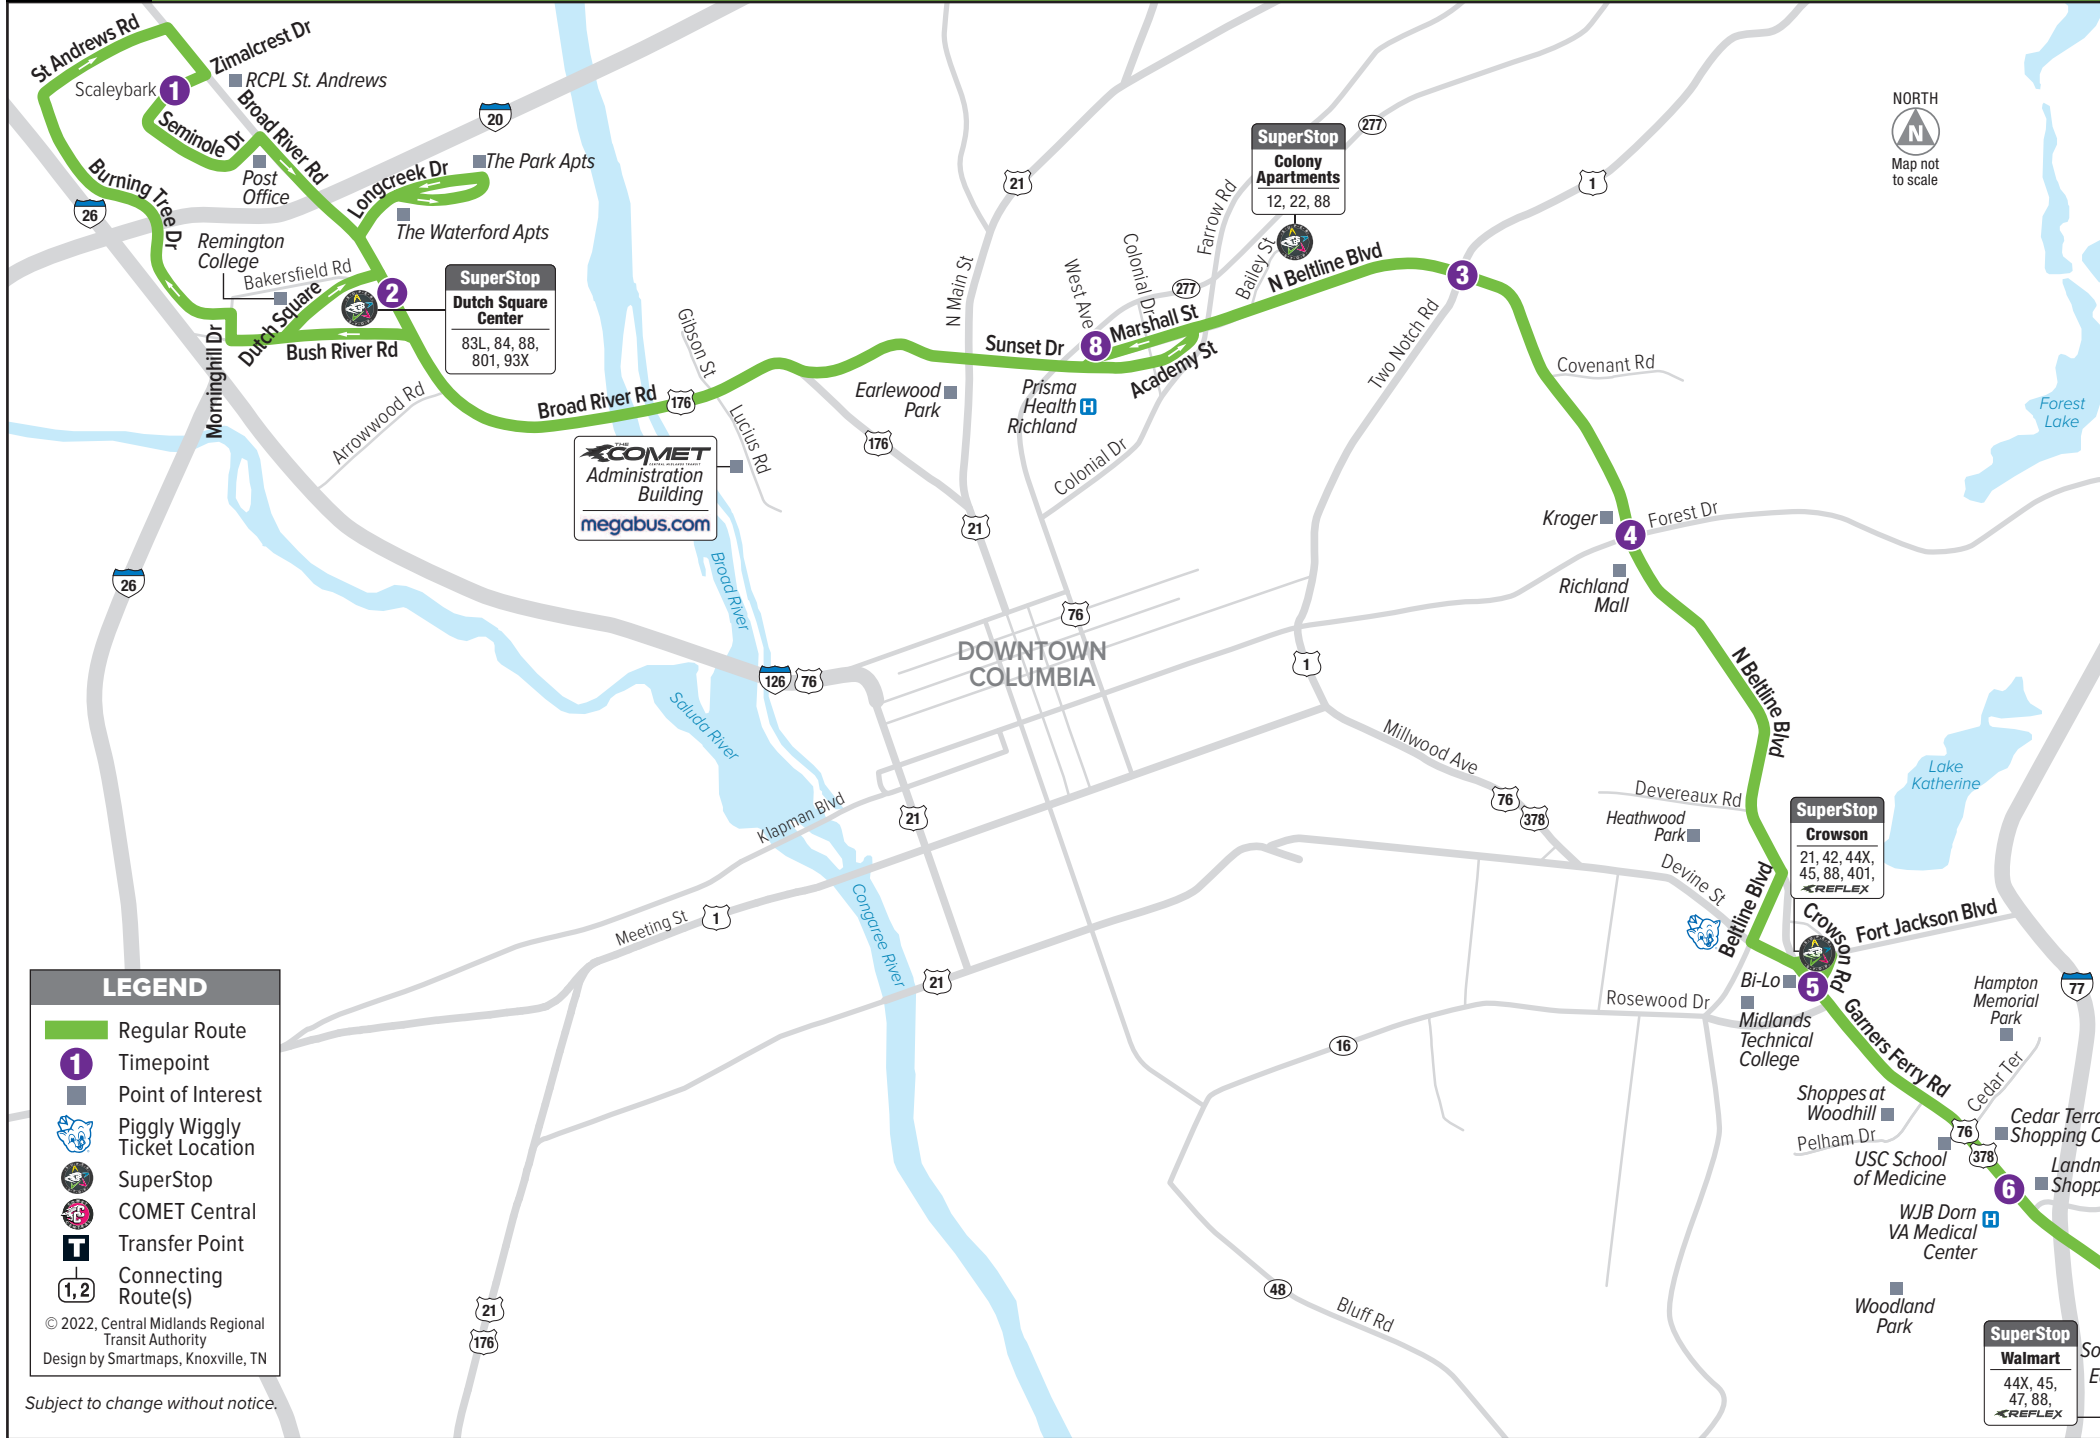 St Andrews Rd
Zimalcrest Dr
Scaleybark
1
RCPL St. Andrews
Broad River Rd
Seminole Dr
Post
Office
20
Longcreek Dr
The Park Apts
The Waterford Apts
Burning Tree Dr
26
Remington
College
Bakersfield Rd
Dutch Square
2
SuperStop
Dutch Square
Center
83L, 84, 88,
801, 93X
Morninghill Dr
Bush River Rd
Arrowwood Rd
Broad River Rd
176
Gibson St
Lucius Rd
THE
COMET
Administration
Building
megabus.com
Broad River
26
21
N Main St
Earlewood
Park
176
21
Sunset Dr
West Ave
Colonial Dr
277
Farrow Rd
Bailey St
8
Marshall St
Academy St
Prisma
Health
H
Richland
Colonial Dr
SuperStop
Colony
Apartments
12, 22, 88
277
N Beltline Blvd
3
1
Two Notch Rd
NORTH
N
Map not
to scale
Covenant Rd
Forest
Lake
Kroger
4
Forest Dr
Richland
Mall
N Beltline Blvd
76
DOWNTOWN
COLUMBIA
1
126
76
Saluda River
Klapman Blvd
21
Meeting St
1
Congaree River
21
Millwood Ave
76
378
Devereaux Rd
Heathwood
Park
Devine St
Lake
Katherine
SuperStop
Crowson
21, 42, 44X,
45, 88, 401,
REFLEX
Beltline Blvd
Crowson Rd
Fort Jackson Blvd
Bi-Lo
5
Rosewood Dr
Midlands
Technical
College
16
Garners Ferry Rd
Hampton
Memorial
Park
77
Cedar Ter
Shoppes at
Woodhill
Pelham Dr
76
378
USC School
of Medicine
Cedar Terra
Shopping C
Landm
Shopp
6
WJB Dorn
H
VA Medical
Center
Woodland
Park
SuperStop
Walmart
44X, 45,
47, 88,
REFLEX
So
48
Bluff Rd
21
176
LEGEND
Regular Route
1
Timepoint
Point of Interest
Piggly Wiggly
Ticket Location
SuperStop
COMET Central
T
Transfer Point
1, 2
Connecting
Route(s)
© 2022, Central Midlands Regional
Transit Authority
Design by Smartmaps, Knoxville, TN
Subject to change without notice.